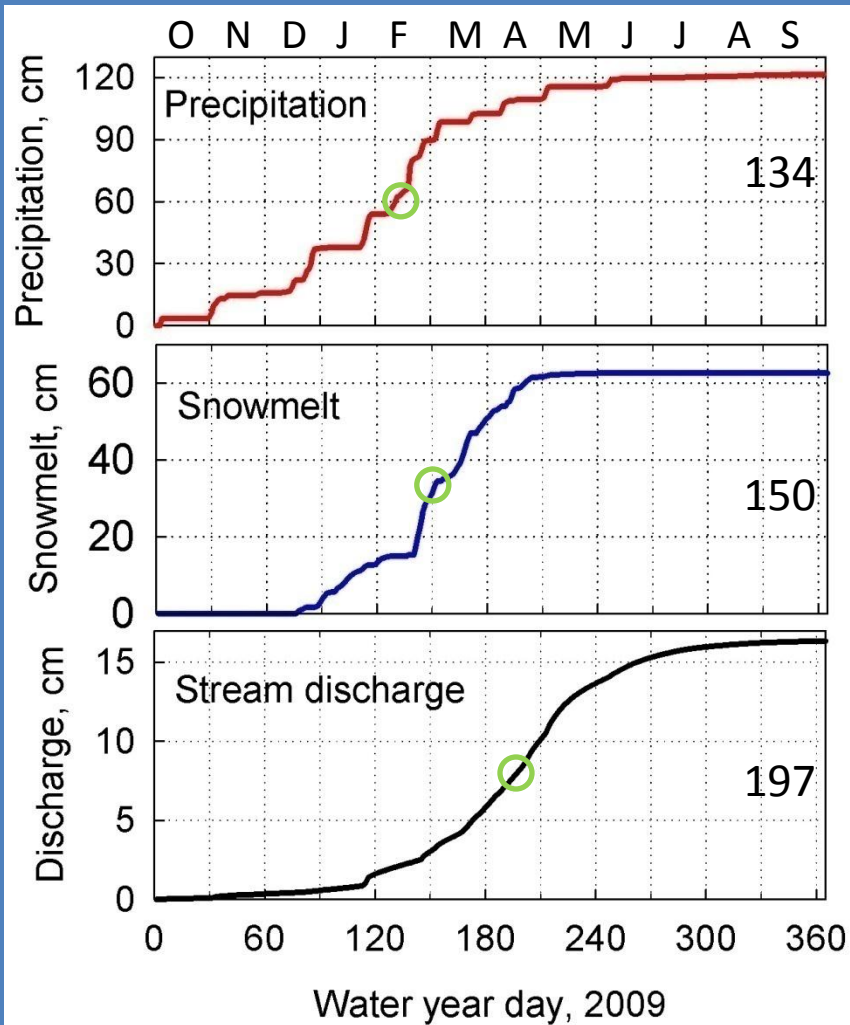 O N D J F M A M J J A S
Precipitation, cm
120
90
60
30
0
Precipitation
134
Snowmelt, cm
60
40
20
0
Snowmelt
150
Discharge, cm
15
10
5
0
Stream discharge
197
0 60 120 180 240 300 360
Water year day, 2009